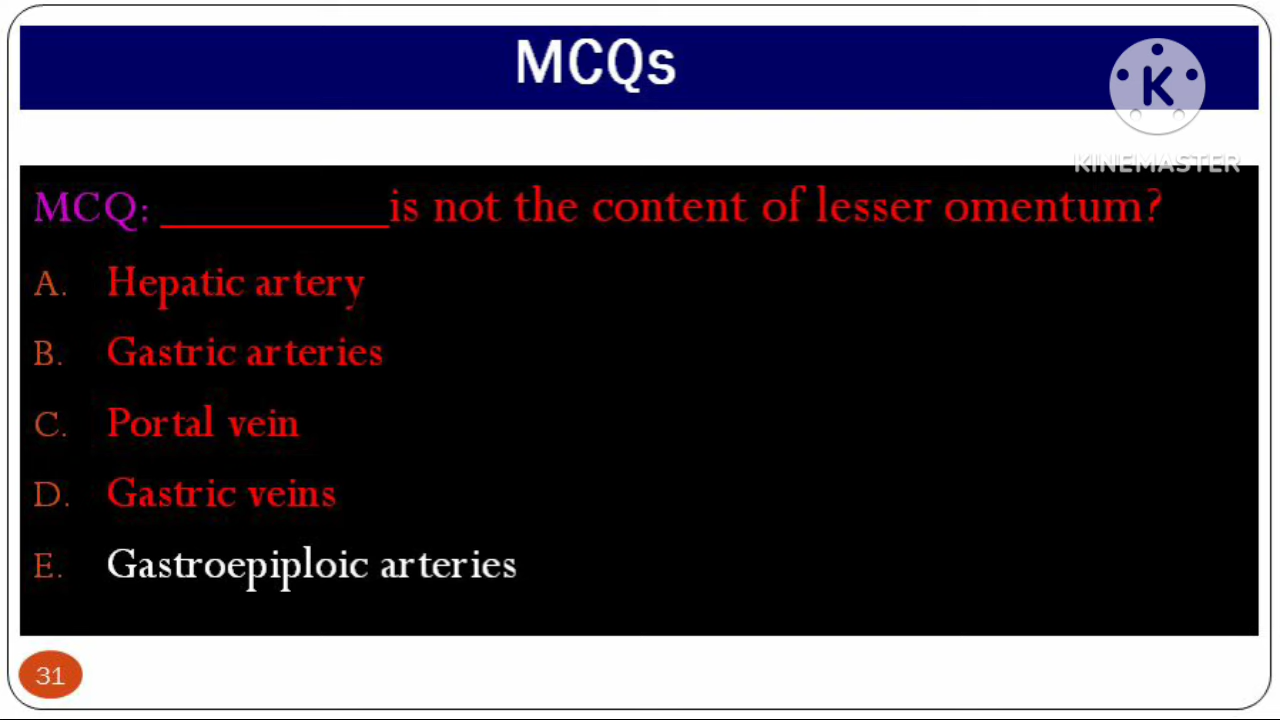 MCQs
K
KINEMASTER
MCQ: __________is not the content of lesser omentum?
A. Hepatic artery
B. Gastric arteries
C. Portal vein
D. Gastric veins
E. Gastroepiploic arteries
31